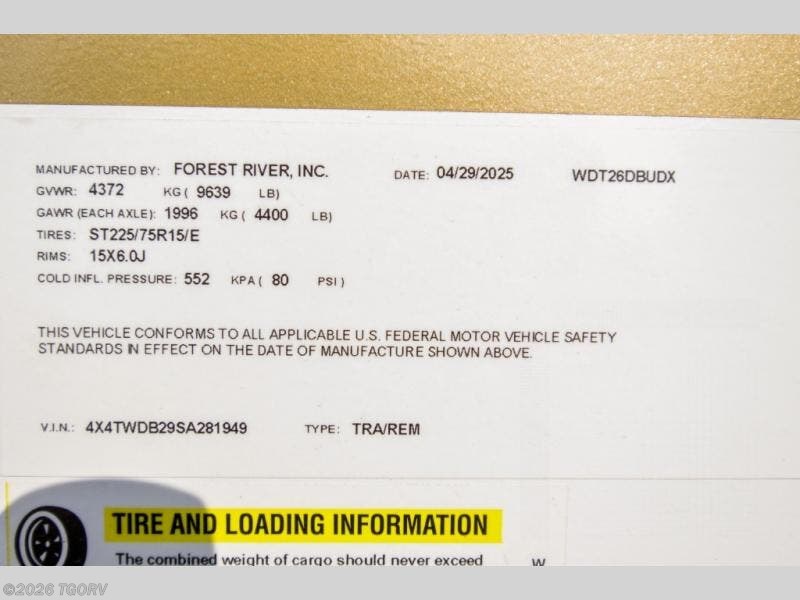 MANUFACTURED BY: FOREST RIVER, INC. DATE: 04/29/2025 WDT26DBUDX
GVWR: 4372 KG ( 9639 LB)
GAWR (EACH AXLE): 1996 KG ( 4400 LB)
TIRES: ST225/75R15/E
RIMS: 15X6.0J
COLD INFL. PRESSURE: 552 KPA ( 80 PSI )
THIS VEHICLE CONFORMS TO ALL APPLICABLE U.S. FEDERAL MOTOR VEHICLE SAFETY
STANDARDS IN EFFECT ON THE DATE OF MANUFACTURE SHOWN ABOVE.
V.I.N.: 4X4TWDB29SA281949 TYPE: TRA/REM
TIRE AND LOADING INFORMATION
The combined weight of cargo should never exceed W
©2026 TGORV